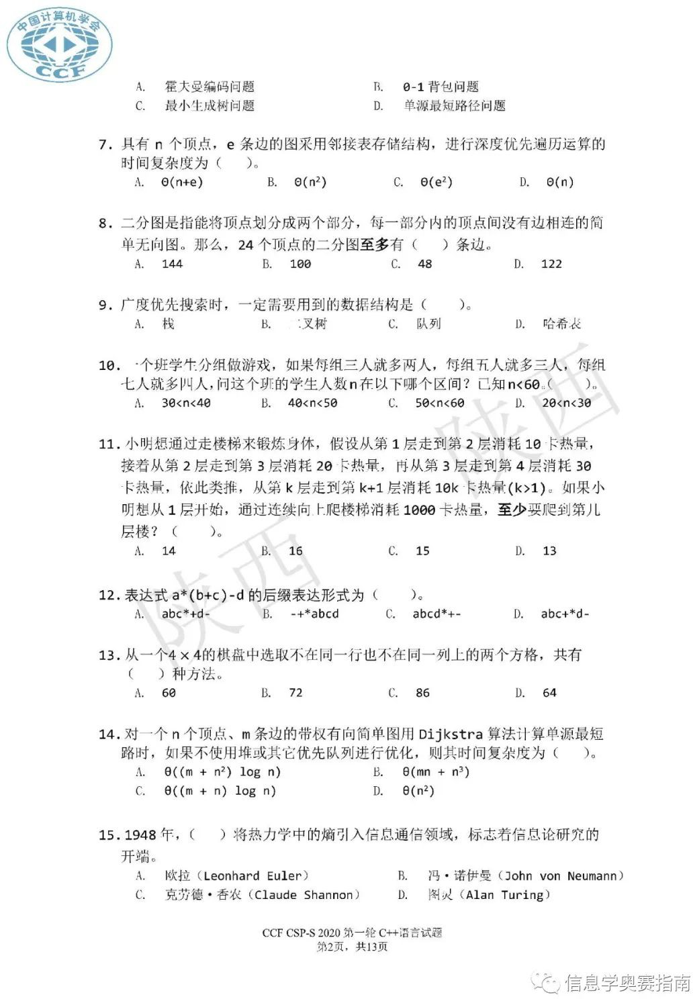 中国计算机学会
CCF
A. 霍夫曼编码问题 B. 0-1 背包问题
C. 最小生成树问题 D. 单源最短路径问题
7. 具有 n 个顶点，e 条边的图采用邻接表存储结构，进行深度优先遍历运算的
时间复杂度为（ ）。
A. Θ(n+e) B. Θ(n²) C. Θ(e²) D. Θ(n)
8. 二分图是指能将顶点划分成两个部分，每一部分内的顶点间没有边相连的简
单无向图。那么，24 个顶点的二分图至多有（ ）条边。
A. 144 B. 100 C. 48 D. 122
9. 广度优先搜索时，一定需要用到的数据结构是（ ）。
A. 栈 B. 二叉树 C. 队列 D. 哈希表
10. 一个班学生分组做游戏，如果每组三人就多两人，每组五人就多三人，每组
七人就多四人，问这个班的学生人数n在以下哪个区间？已知n<60。（ ）。
A. 30<n<40 B. 40<n<50 C. 50<n<60 D. 20<n<30
11. 小明想通过走楼梯来锻炼身体，假设从第 1 层走到第 2 层消耗 10 卡热量，
接着从第 2 层走到第 3 层消耗 20 卡热量，再从第 3 层走到第 4 层消耗 30
卡热量，依此类推，从第 k 层走到第 k+1 层消耗 10k 卡热量(k>1)。如果小
明想从 1 层开始，通过连续向上爬楼梯消耗 1000 卡热量，至少要爬到第几
层楼？（ ）。
A. 14 B. 16 C. 15 D. 13
12. 表达式 a*(b+c)-d 的后缀表达形式为（ ）。
A. abc*+d- B. -+*abcd C. abcd*+- D. abc+*d-
13. 从一个4×4的棋盘中选取不在同一行也不在同一列上的两个方格，共有
（ ）种方法。
A. 60 B. 72 C. 86 D. 64
14. 对一个 n 个顶点、m 条边的带权有向简单图用 Dijkstra 算法计算单源最短
路时，如果不使用堆或其它优先队列进行优化，则其时间复杂度为（ ）。
A. θ((m + n²) log n) B. θ(mn + n³)
C. θ((m + n) log n) D. θ(n²)
15. 1948 年，（ ）将热力学中的熵引入信息通信领域，标志着信息论研究的
开端。
A. 欧拉（Leonhard Euler） B. 冯·诺伊曼（John von Neumann）
C. 克劳德·香农（Claude Shannon） D. 图灵（Alan Turing）
陕西
陕西
CCF CSP-S 2020 第一轮 C++语言试题
第2页，共13页
信息学奥赛指南